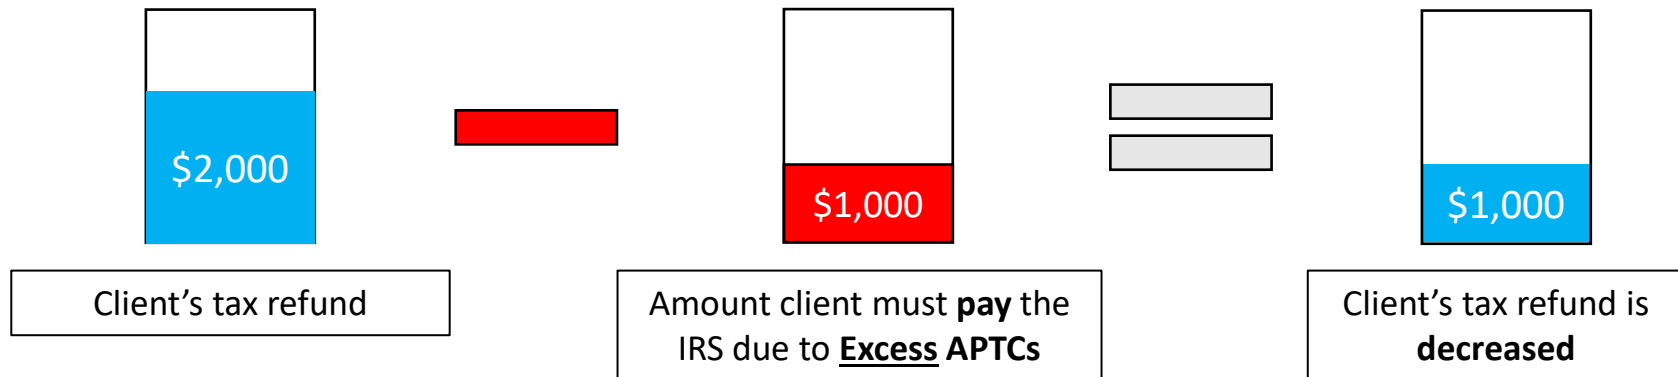 $2,000
$1,000
$1,000
Client’s tax refund
Amount client must pay the
IRS due to Excess APTCs
Client’s tax refund is
decreased